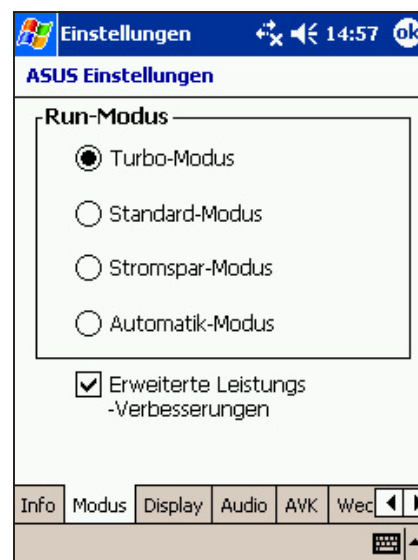 Einstellungen 14:57 ok
ASUS Einstellungen
Run-Modus
Turbo-Modus
Standard-Modus
Stromspar-Modus
Automatik-Modus
Erweiterte Leistungs
-Verbesserungen
Info Modus Display Audio AVK Wec